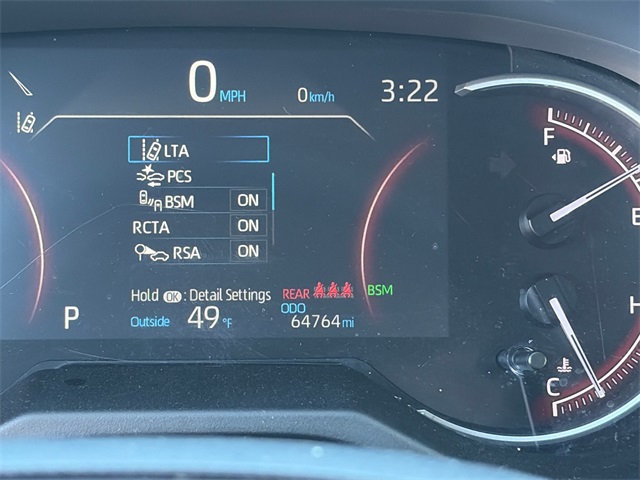 0 MPH 0 km/h 3:22
LTA
PCS
BSM ON
RCTA ON
RSA ON
Hold OK : Detail Settings
REAR BSM
ODO
P Outside 49 °F 64764 mi
F
E
H
C